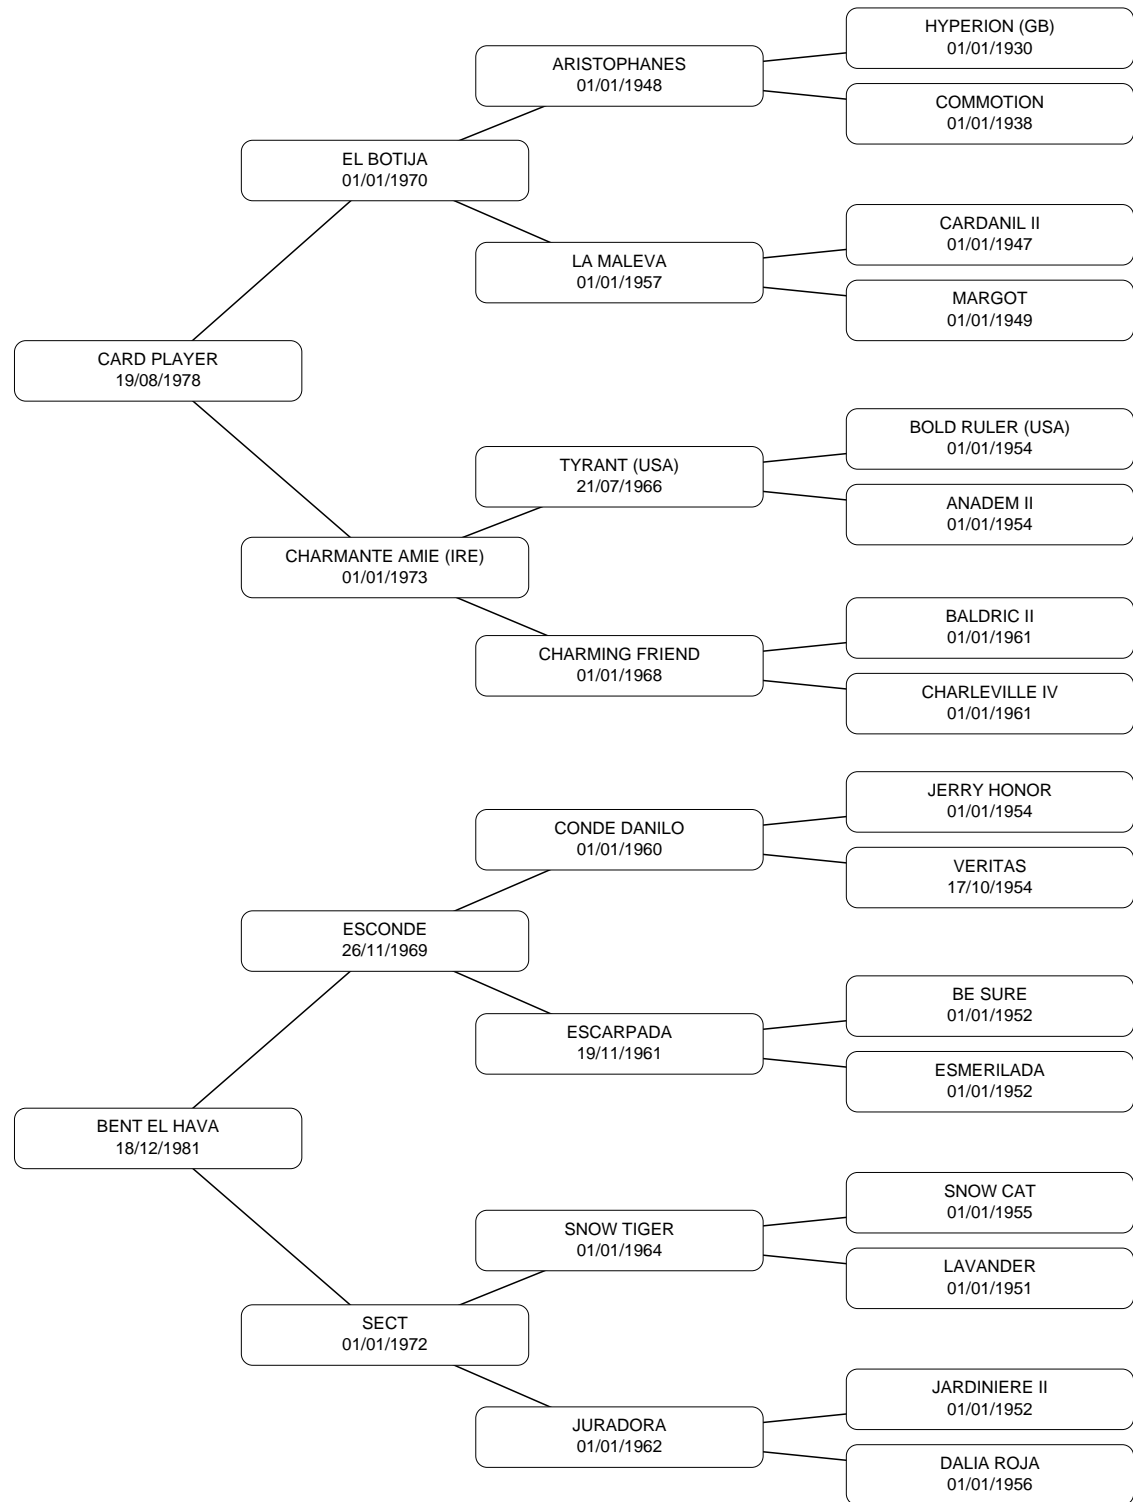 HYPERION (GB)
01/01/1930
ARISTOPHANES
01/01/1948
COMMOTION
01/01/1938
EL BOTIJA
01/01/1970
CARDANIL II
01/01/1947
LA MALEVA
01/01/1957
MARGOT
01/01/1949
CARD PLAYER
19/08/1978
BOLD RULER (USA)
01/01/1954
TYRANT (USA)
21/07/1966
ANADEM II
01/01/1954
CHARMANTE AMIE (IRE)
01/01/1973
BALDRIC II
01/01/1961
CHARMING FRIEND
01/01/1968
CHARLEVILLE IV
01/01/1961
JERRY HONOR
01/01/1954
CONDE DANILO
01/01/1960
VERITAS
17/10/1954
ESCONDE
26/11/1969
BE SURE
01/01/1952
ESCARPADA
19/11/1961
ESMERILADA
01/01/1952
BENT EL HAVA
18/12/1981
SNOW CAT
01/01/1955
SNOW TIGER
01/01/1964
LAVANDER
01/01/1951
SECT
01/01/1972
JARDINIERE II
01/01/1952
JURADORA
01/01/1962
DALIA ROJA
01/01/1956